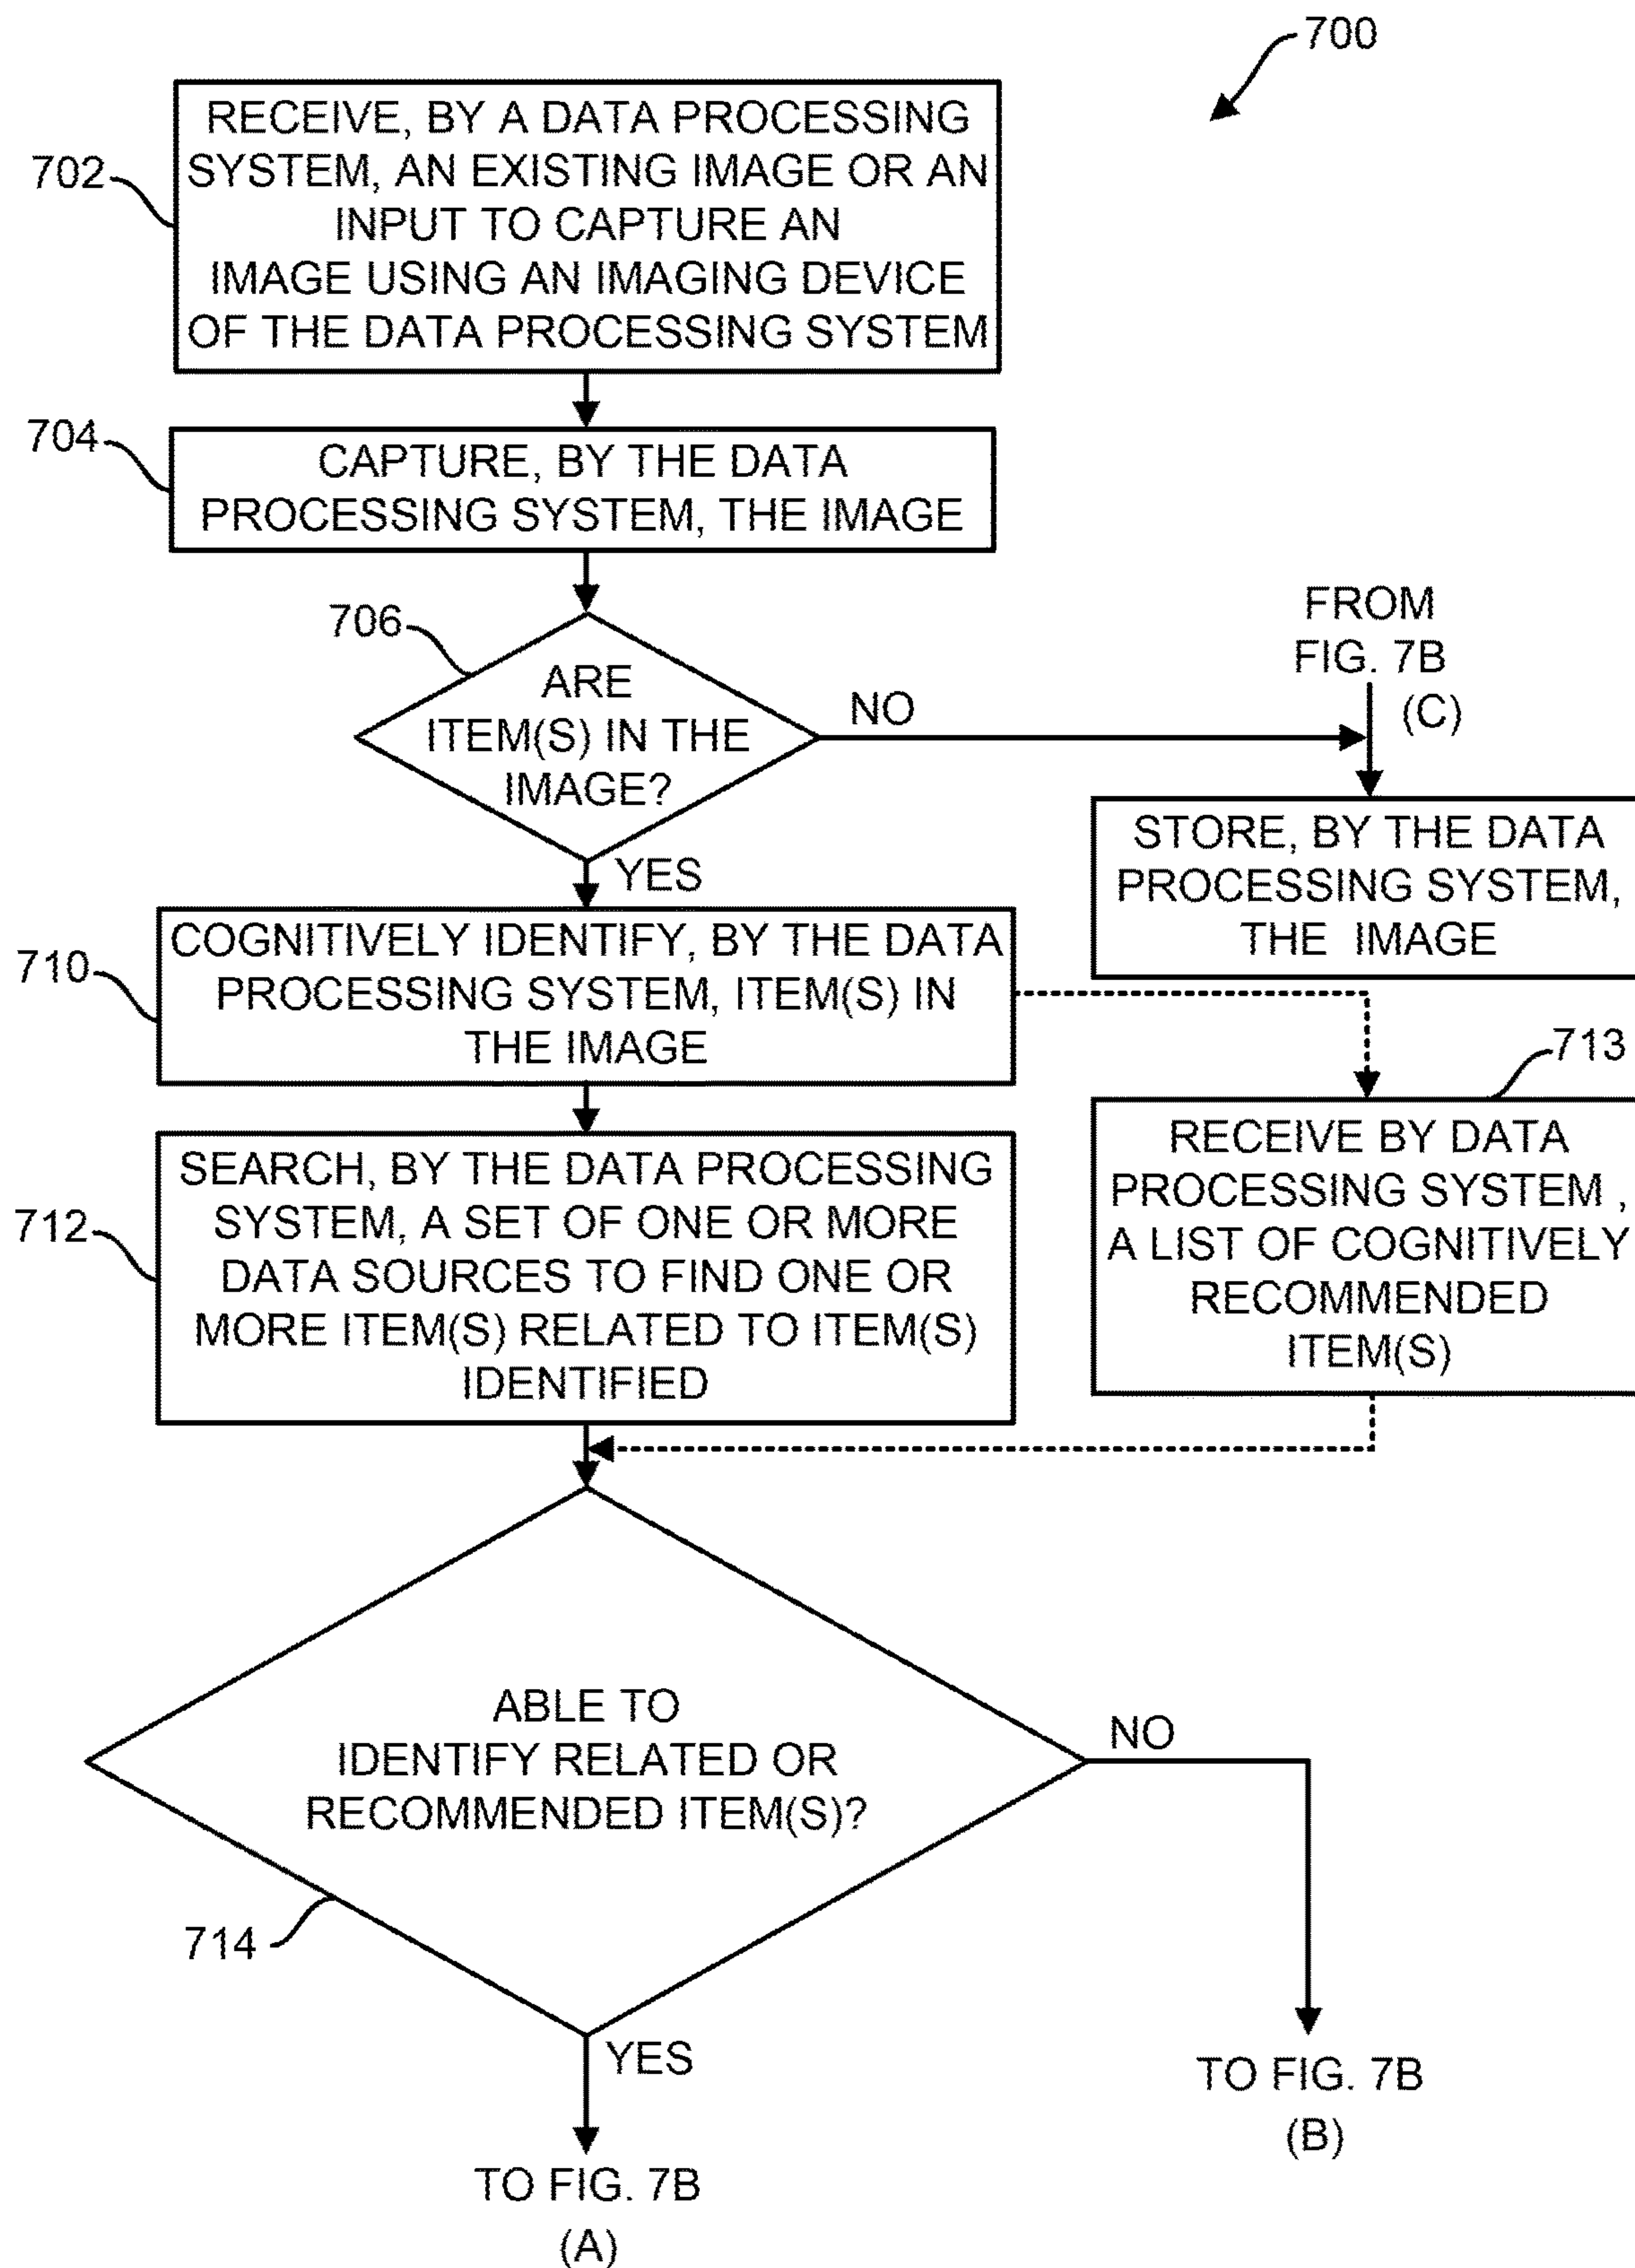 700
702
RECEIVE, BY A DATA PROCESSING
SYSTEM, AN EXISTING IMAGE OR AN
INPUT TO CAPTURE AN
IMAGE USING AN IMAGING DEVICE
OF THE DATA PROCESSING SYSTEM
704
CAPTURE, BY THE DATA
PROCESSING SYSTEM, THE IMAGE
706
ARE
ITEM(S) IN THE
IMAGE?
NO
YES
FROM
FIG. 7B
(C)
STORE, BY THE DATA
PROCESSING SYSTEM,
THE IMAGE
710
COGNITIVELY IDENTIFY, BY THE DATA
PROCESSING SYSTEM, ITEM(S) IN
THE IMAGE
713
RECEIVE BY DATA
PROCESSING SYSTEM ,
A LIST OF COGNITIVELY
RECOMMENDED
ITEM(S)
712
SEARCH, BY THE DATA PROCESSING
SYSTEM, A SET OF ONE OR MORE
DATA SOURCES TO FIND ONE OR
MORE ITEM(S) RELATED TO ITEM(S)
IDENTIFIED
ABLE TO
IDENTIFY RELATED OR
RECOMMENDED ITEM(S)?
714
NO
YES
TO FIG. 7B
(B)
TO FIG. 7B
(A)